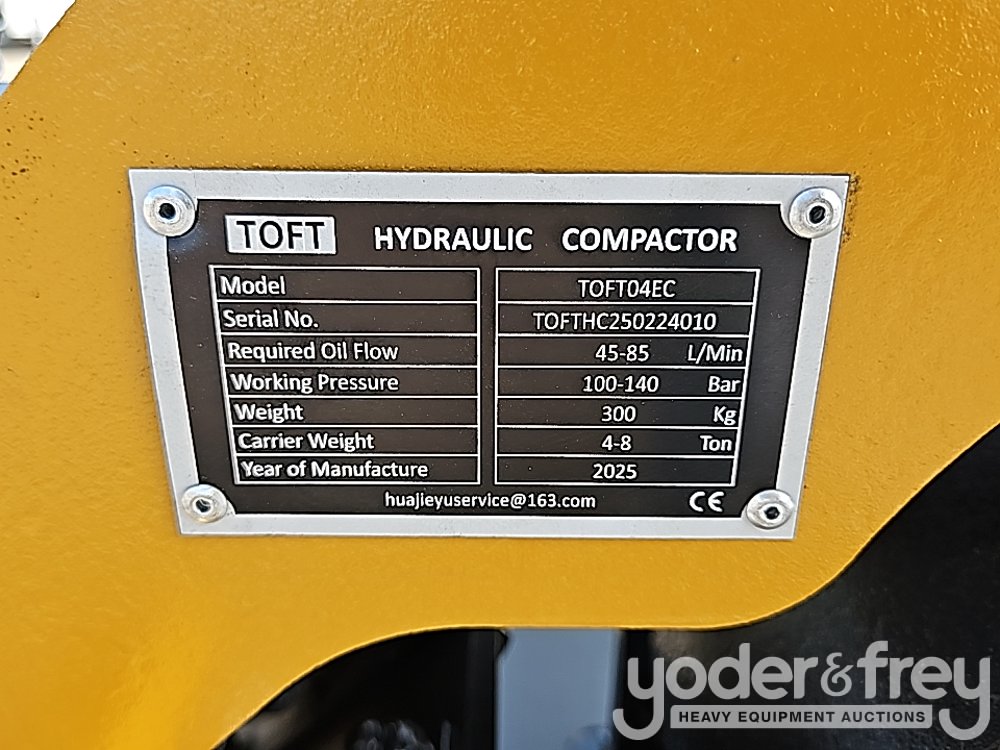 TOFT HYDRAULIC COMPACTOR
Model TOFT04EC
Serial No. TOFTHC250224010
Required Oil Flow 45-85 L/Min
Working Pressure 100-140 Bar
Weight 300 Kg
Carrier Weight 4-8 Ton
Year of Manufacture 2025
huajieyuservice@163.com CE
yoder&frey
HEAVY EQUIPMENT AUCTIONS